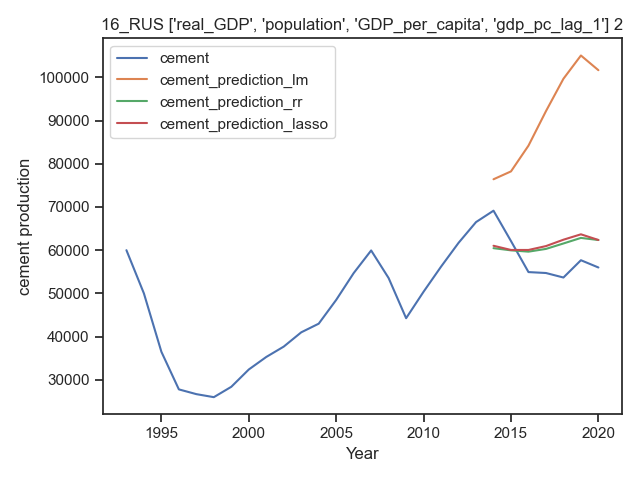 16_RUS ['real_GDP', 'population', 'GDP_per_capita', 'gdp_pc_lag_1'] 2
cement
cement_prediction_lm
cement_prediction_rr
cement_prediction_lasso
cement production
100000
90000
80000
70000
60000
50000
40000
30000
1995
2000
2005
2010
2015
2020
Year